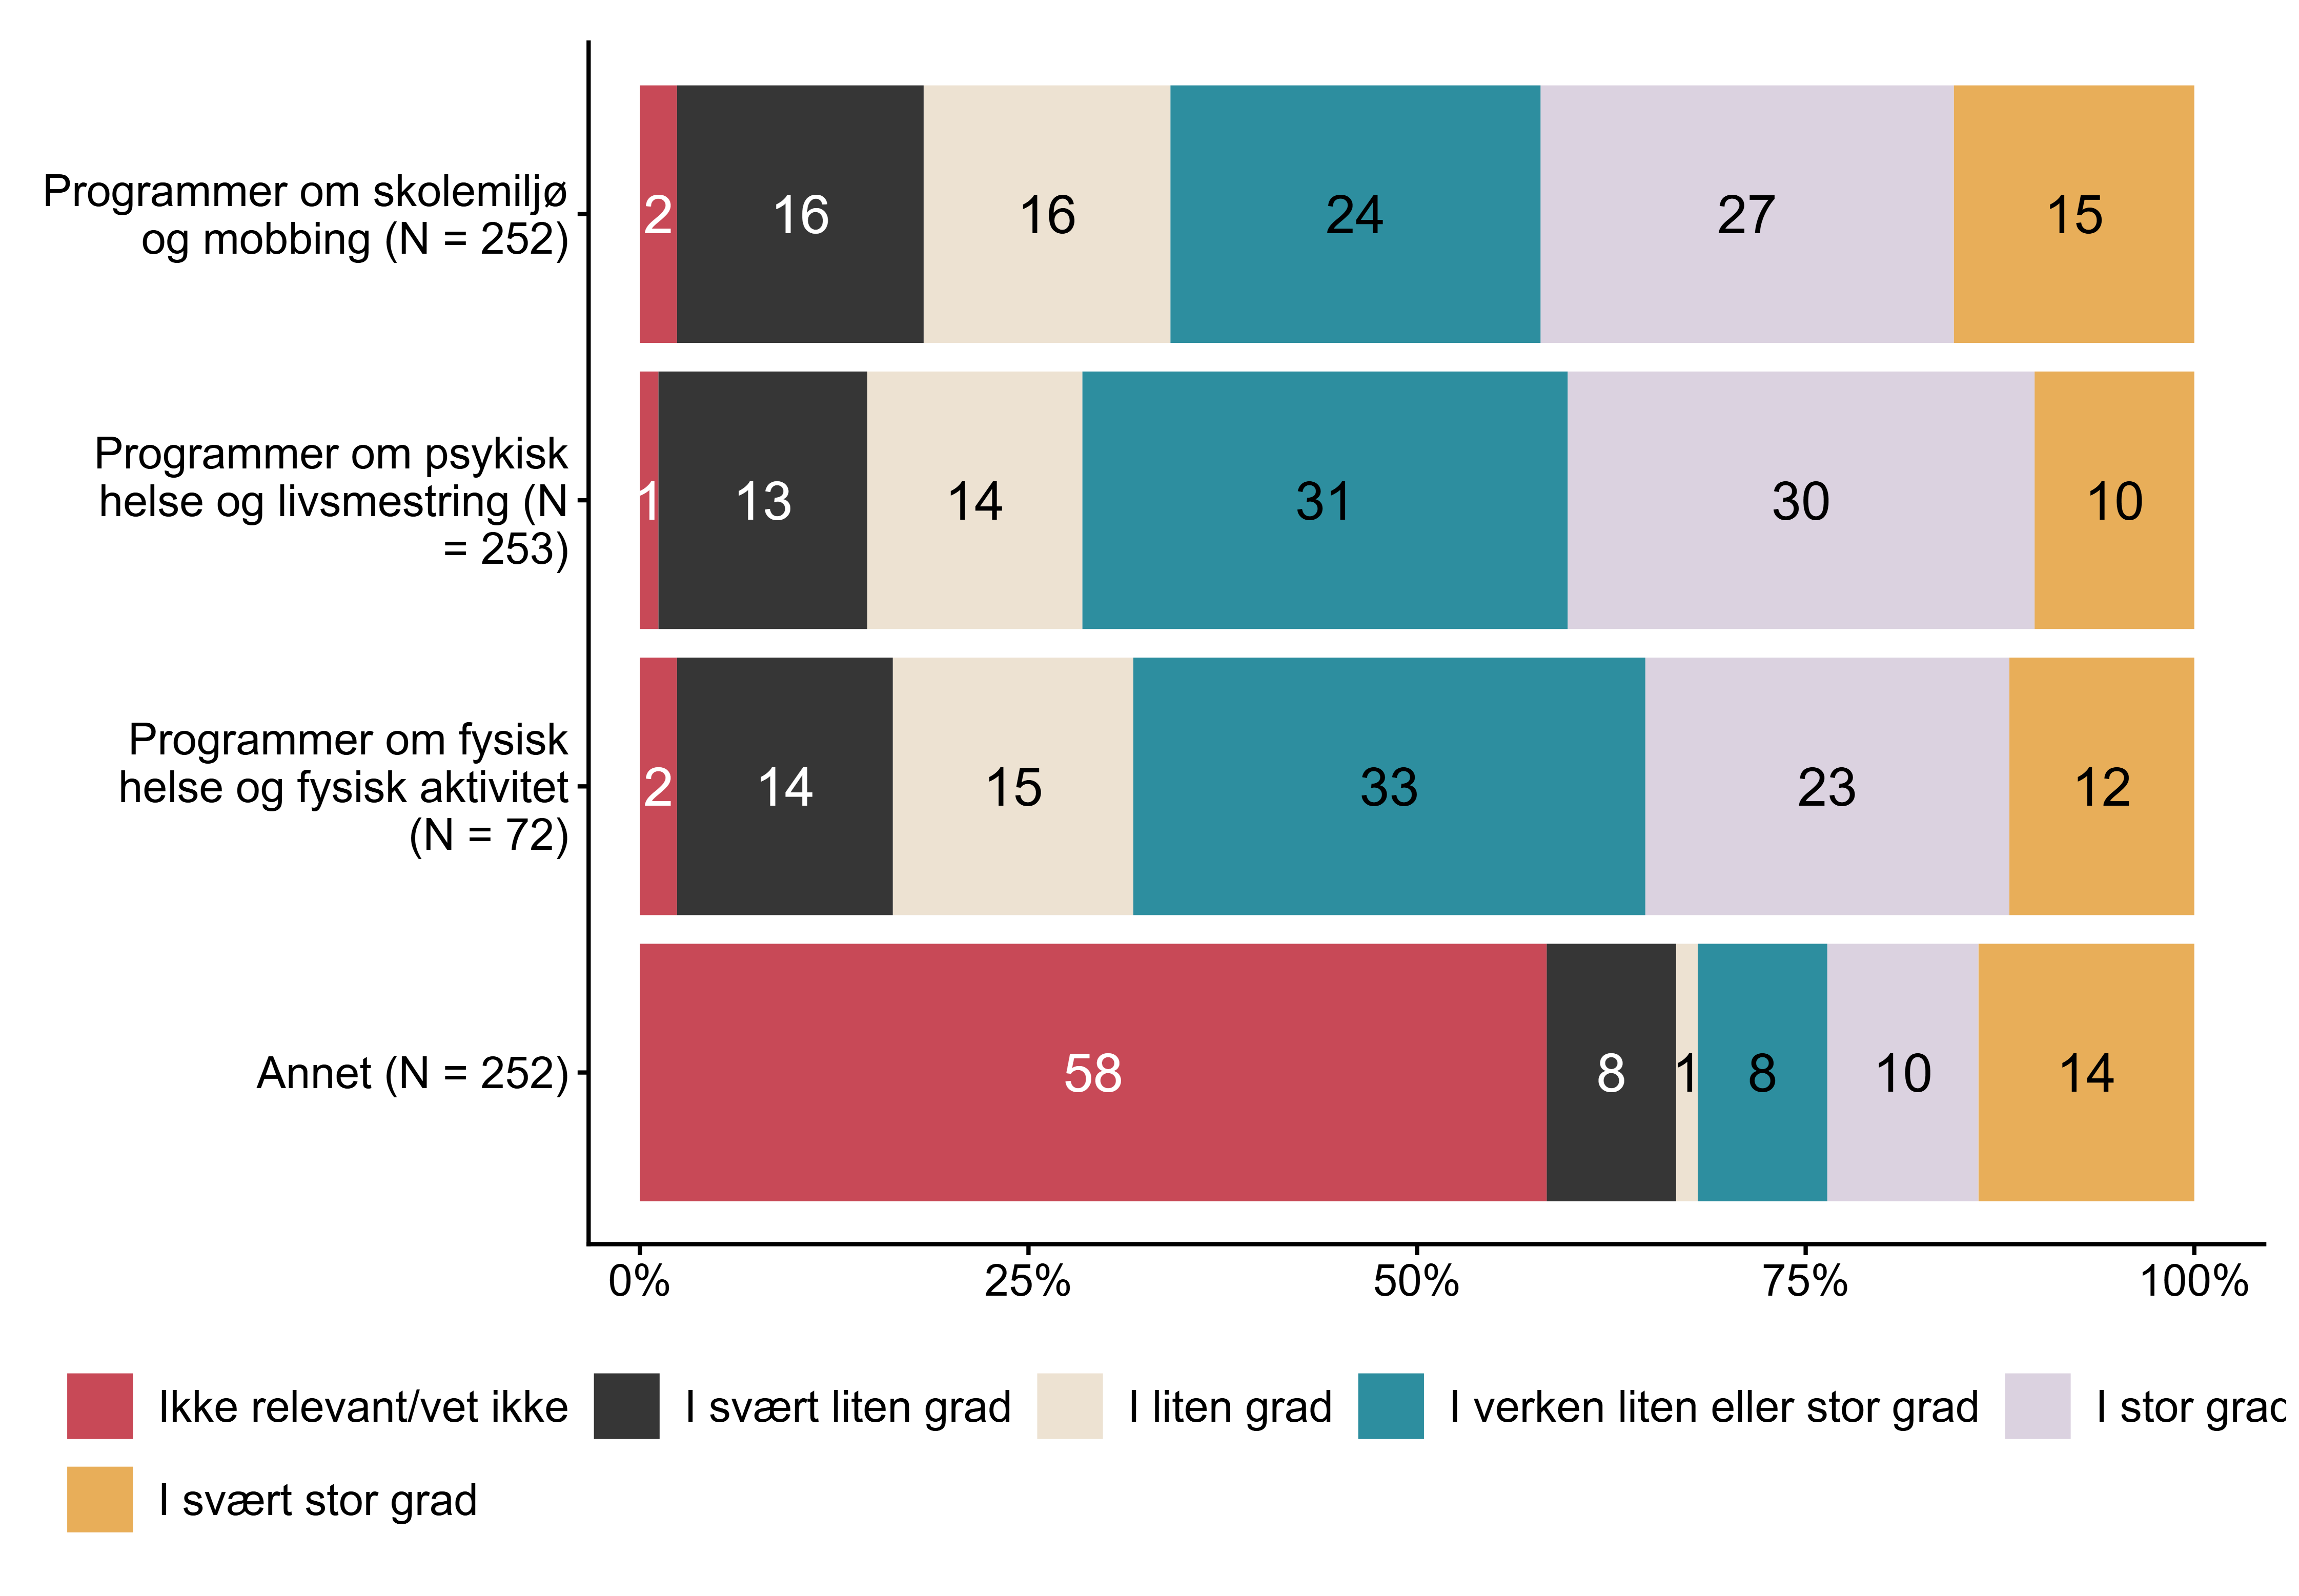 Programmer om skolemiljø
og mobbing (N = 252)
2 16 16 24 27 15
Programmer om psykisk
helse og livsmestring (N
= 253)
1 13 14 31 30 10
Programmer om fysisk
helse og fysisk aktivitet
(N = 72)
2 14 15 33 23 12
Annet (N = 252)
58 8 1 8 10 14
0% 25% 50% 75% 100%
Ikke relevant/vet ikke I svært liten grad I liten grad I verken liten eller stor grad I stor grad
I svært stor grad